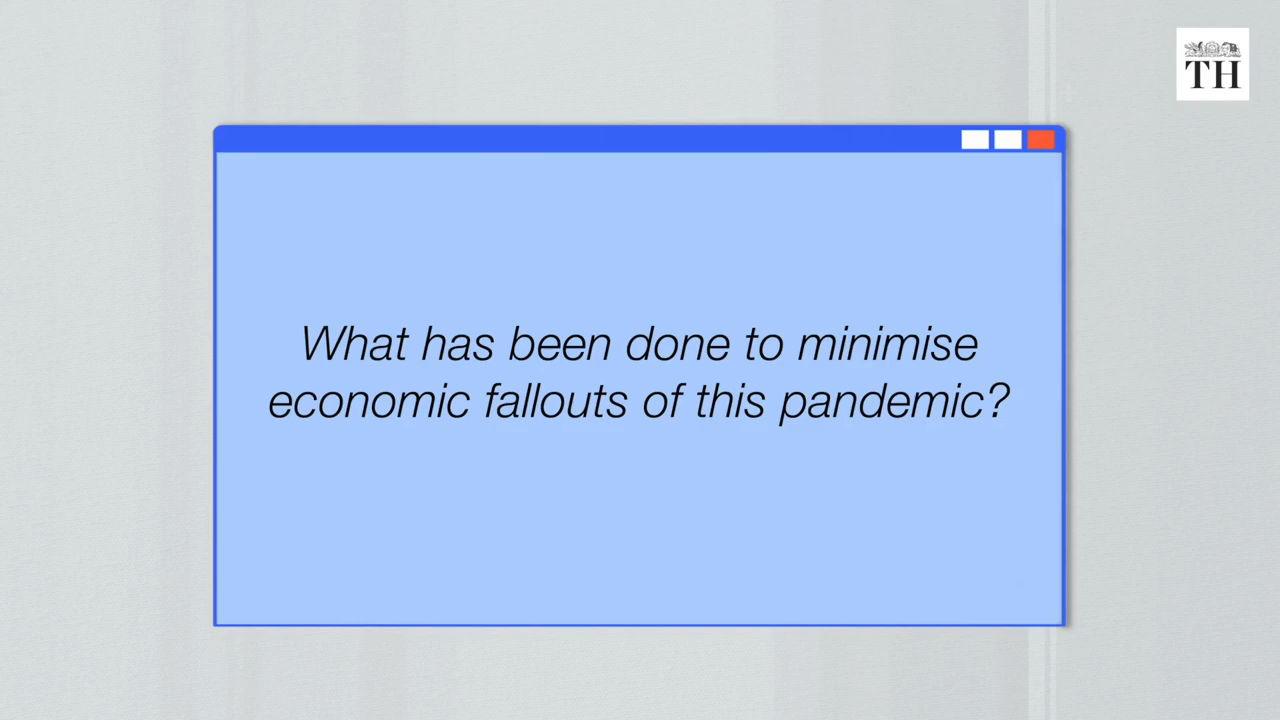 TH
What has been done to minimise
economic fallouts of this pandemic?